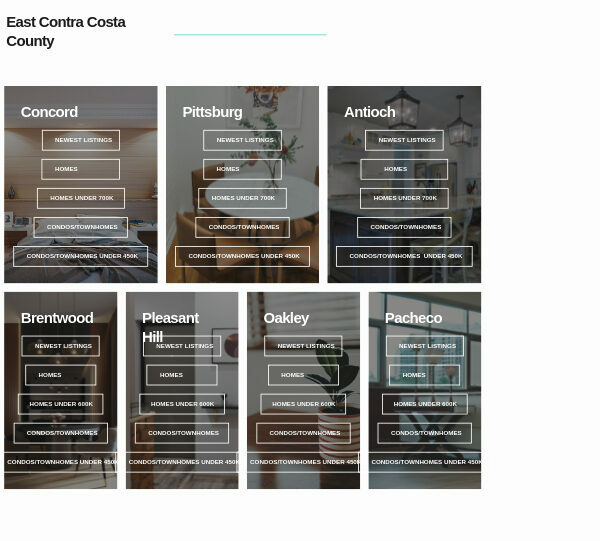 East Contra Costa
County
Concord
NEWEST LISTINGS
HOMES
HOMES UNDER 700K
CONDOS/TOWNHOMES
CONDOS/TOWNHOMES UNDER 450K
Pittsburg
NEWEST LISTINGS
HOMES
HOMES UNDER 700K
CONDOS/TOWNHOMES
CONDOS/TOWNHOMES UNDER 450K
Antioch
NEWEST LISTINGS
HOMES
HOMES UNDER 700K
CONDOS/TOWNHOMES
CONDOS/TOWNHOMES UNDER 450K
Brentwood
NEWEST LISTINGS
HOMES
HOMES UNDER 600K
CONDOS/TOWNHOMES
CONDOS/TOWNHOMES UNDER 450K
Pleasant
Hill
NEWEST LISTINGS
HOMES
HOMES UNDER 600K
CONDOS/TOWNHOMES
CONDOS/TOWNHOMES UNDER 450K
Oakley
NEWEST LISTINGS
HOMES
HOMES UNDER 600K
CONDOS/TOWNHOMES
CONDOS/TOWNHOMES UNDER 450K
Pacheco
NEWEST LISTINGS
HOMES
HOMES UNDER 600K
CONDOS/TOWNHOMES
CONDOS/TOWNHOMES UNDER 450K